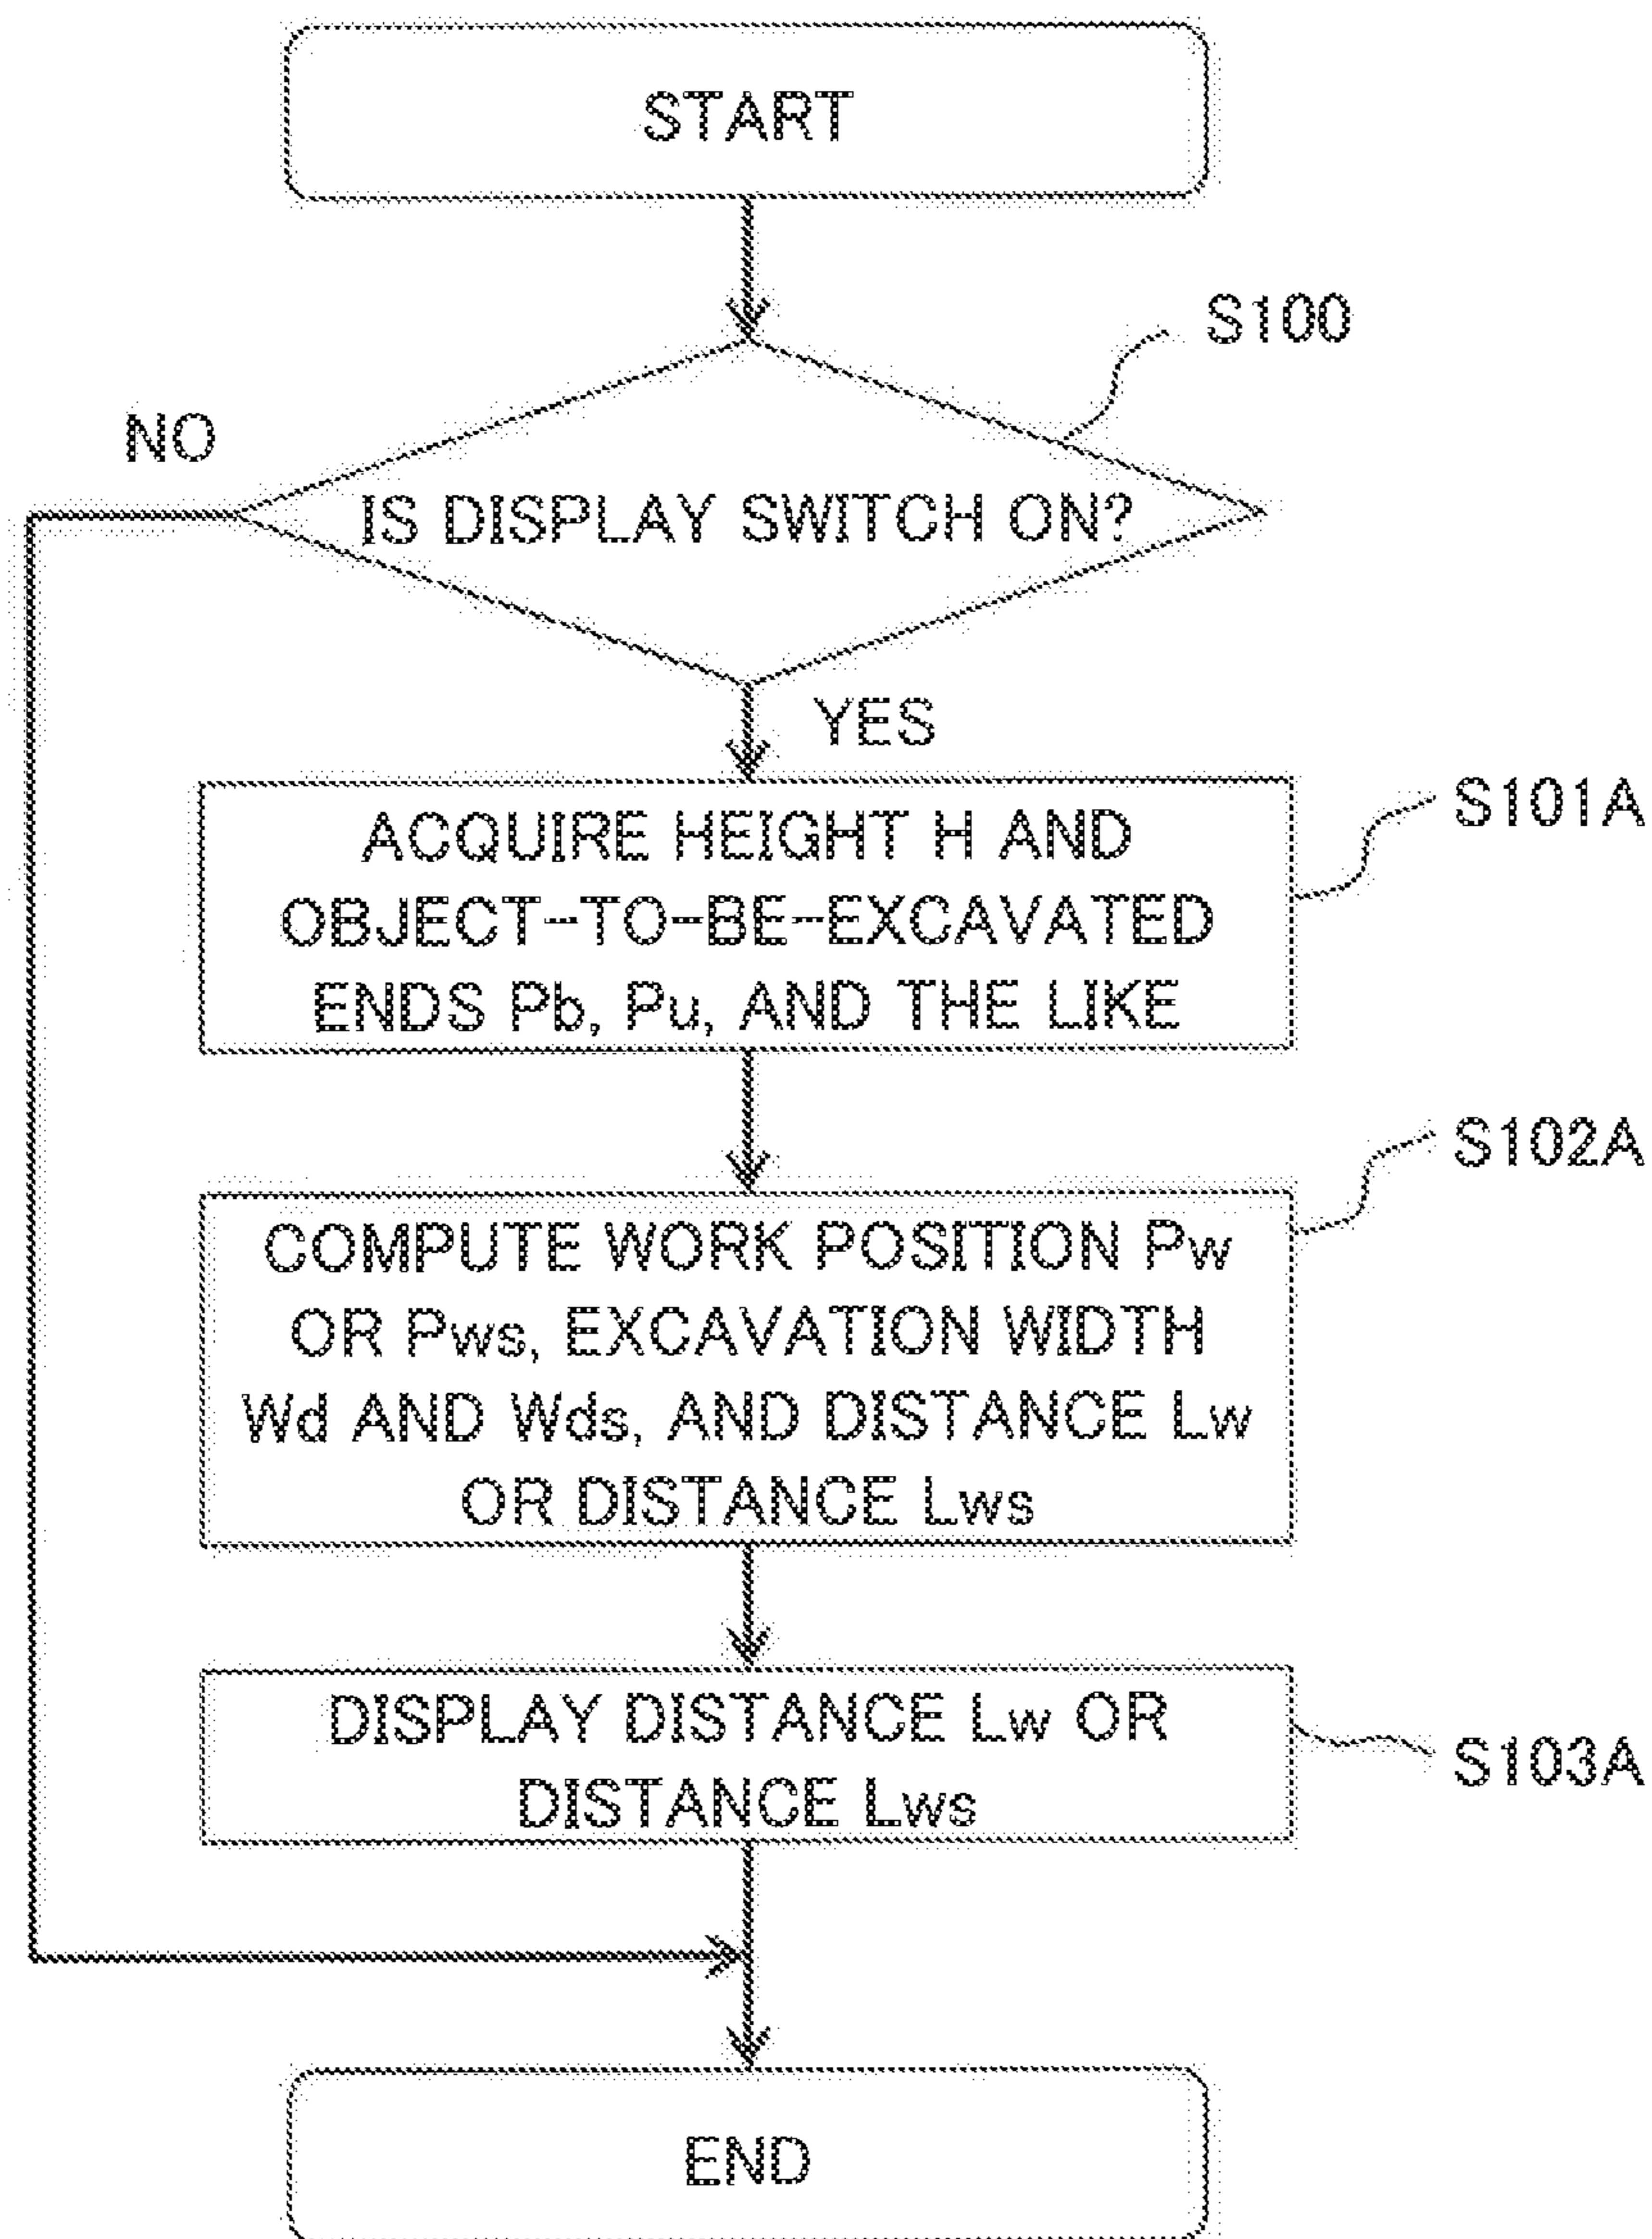 START
S100
NO
IS DISPLAY SWITCH ON?
YES
S101A
ACQUIRE HEIGHT H AND
OBJECT-TO-BE-EXCAVATED
ENDS Pb, Pu, AND THE LIKE
S102A
COMPUTE WORK POSITION Pw
OR Pws, EXCAVATION WIDTH
Wd AND Wds, AND DISTANCE Lw
OR DISTANCE Lws
DISPLAY DISTANCE Lw OR
DISTANCE Lws
S103A
END